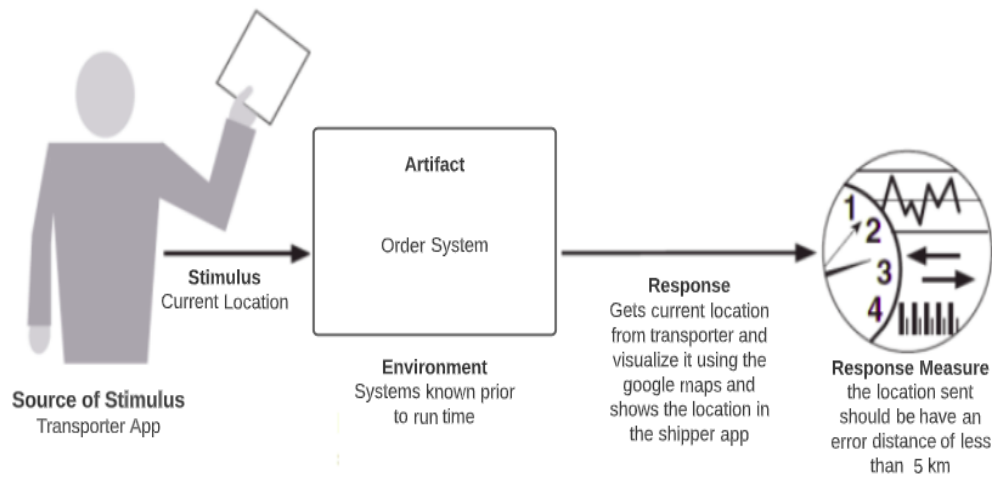 Artifact
Order System
Stimulus
Current Location
Source of Stimulus
Transporter App
Environment
Systems known prior
to run time
Response
Gets current location
from transporter and
visualize it using the
google maps and
shows the location in
the shipper app
1
2
3
4
Response Measure
the location sent
should be have an
error distance of less
than 5 km